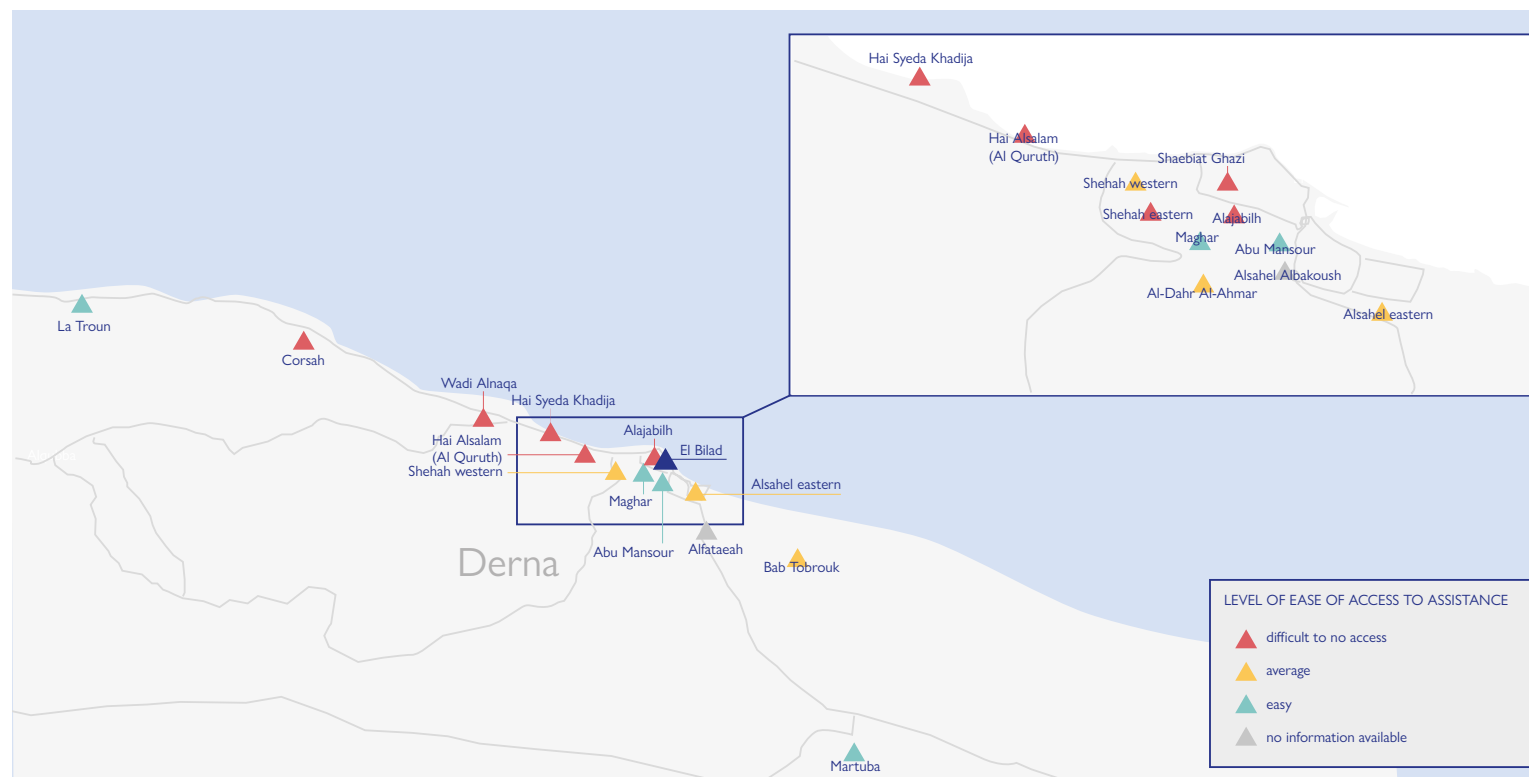 Hai Syeda Khadija
Hai Alsalam
(Al Quruth)
Shaebiat Ghazi
Shehah western
Shehah eastern
Alajabilh
Maghar
Abu Mansour
Alsahel Albakoush
Al-Dahr Al-Ahmar
Alsahel eastern
La Troun
Corsah
Wadi Alnaqa
Hai Syeda Khadija
Hai Alsalam
(Al Quruth)
Shehah western
Alajabilh
El Bilad
Maghar
Alsahel eastern
Abu Mansour
Alfataeah
Derna
Bab Tobrouk
Martuba
LEVEL OF EASE OF ACCESS TO ASSISTANCE
difficult to no access
average
easy
no information available